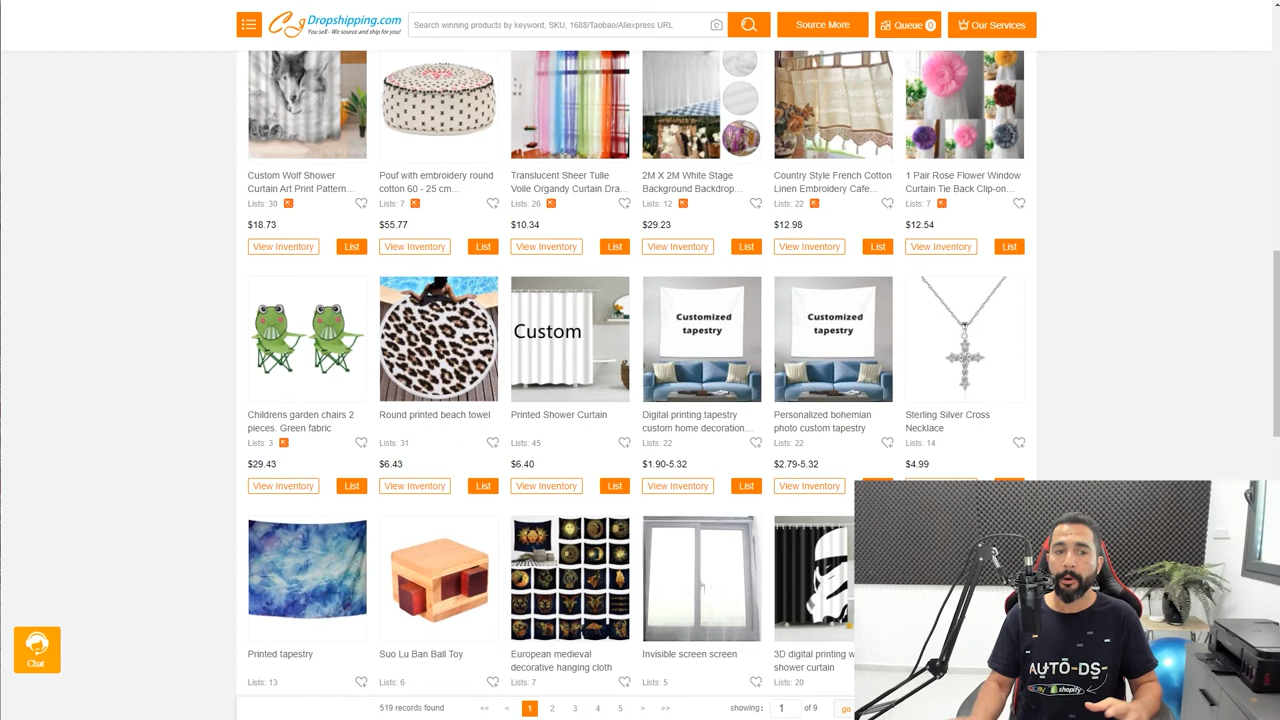 CJ Dropshipping.com
You sell - We source and ship for you!
Search winning products by keyword, SKU, 1688/Taobao/Aliexpress URL
Source More
Queue 0
Our Services
Custom Wolf Shower Curtain Art Print Pattern...
Lists: 30
$18.73
View Inventory
List
Pouf with embroidery round cotton 60 - 25 cm...
Lists: 7
$55.77
View Inventory
List
Translucent Sheer Tulle Voile Organdy Curtain Dra...
Lists: 26
$10.34
View Inventory
List
2M X 2M White Stage Background Backdrop...
Lists: 12
$29.23
View Inventory
List
Country Style French Cotton Linen Embroidery Cafe...
Lists: 22
$12.98
View Inventory
List
1 Pair Rose Flower Window Curtain Tie Back Clip-on...
Lists: 7
$12.54
View Inventory
List
Childrens garden chairs 2 pieces. Green fabric
Lists: 3
$29.43
View Inventory
List
Round printed beach towel
Lists: 31
$6.43
View Inventory
List
Custom
Printed Shower Curtain
Lists: 45
$6.40
View Inventory
List
Customized
tapestry
Digital printing tapestry custom home decoration...
Lists: 22
$1.90-5.32
View Inventory
List
Customized
tapestry
Personalized bohemian photo custom tapestry
Lists: 22
$2.79-5.32
View Inventory
Sterling Silver Cross Necklace
Lists: 14
$4.99
Printed tapestry
Lists: 13
Suo Lu Ban Ball Toy
Lists: 6
European medieval decorative hanging cloth
Lists: 7
Invisible screen screen
Lists: 5
3D digital printing w
shower curtain
Lists: 20
AUTO-DS
shopify
Chat
519 records found
<< < 1 2 3 4 5 > >>
showing: 1 of 9 go